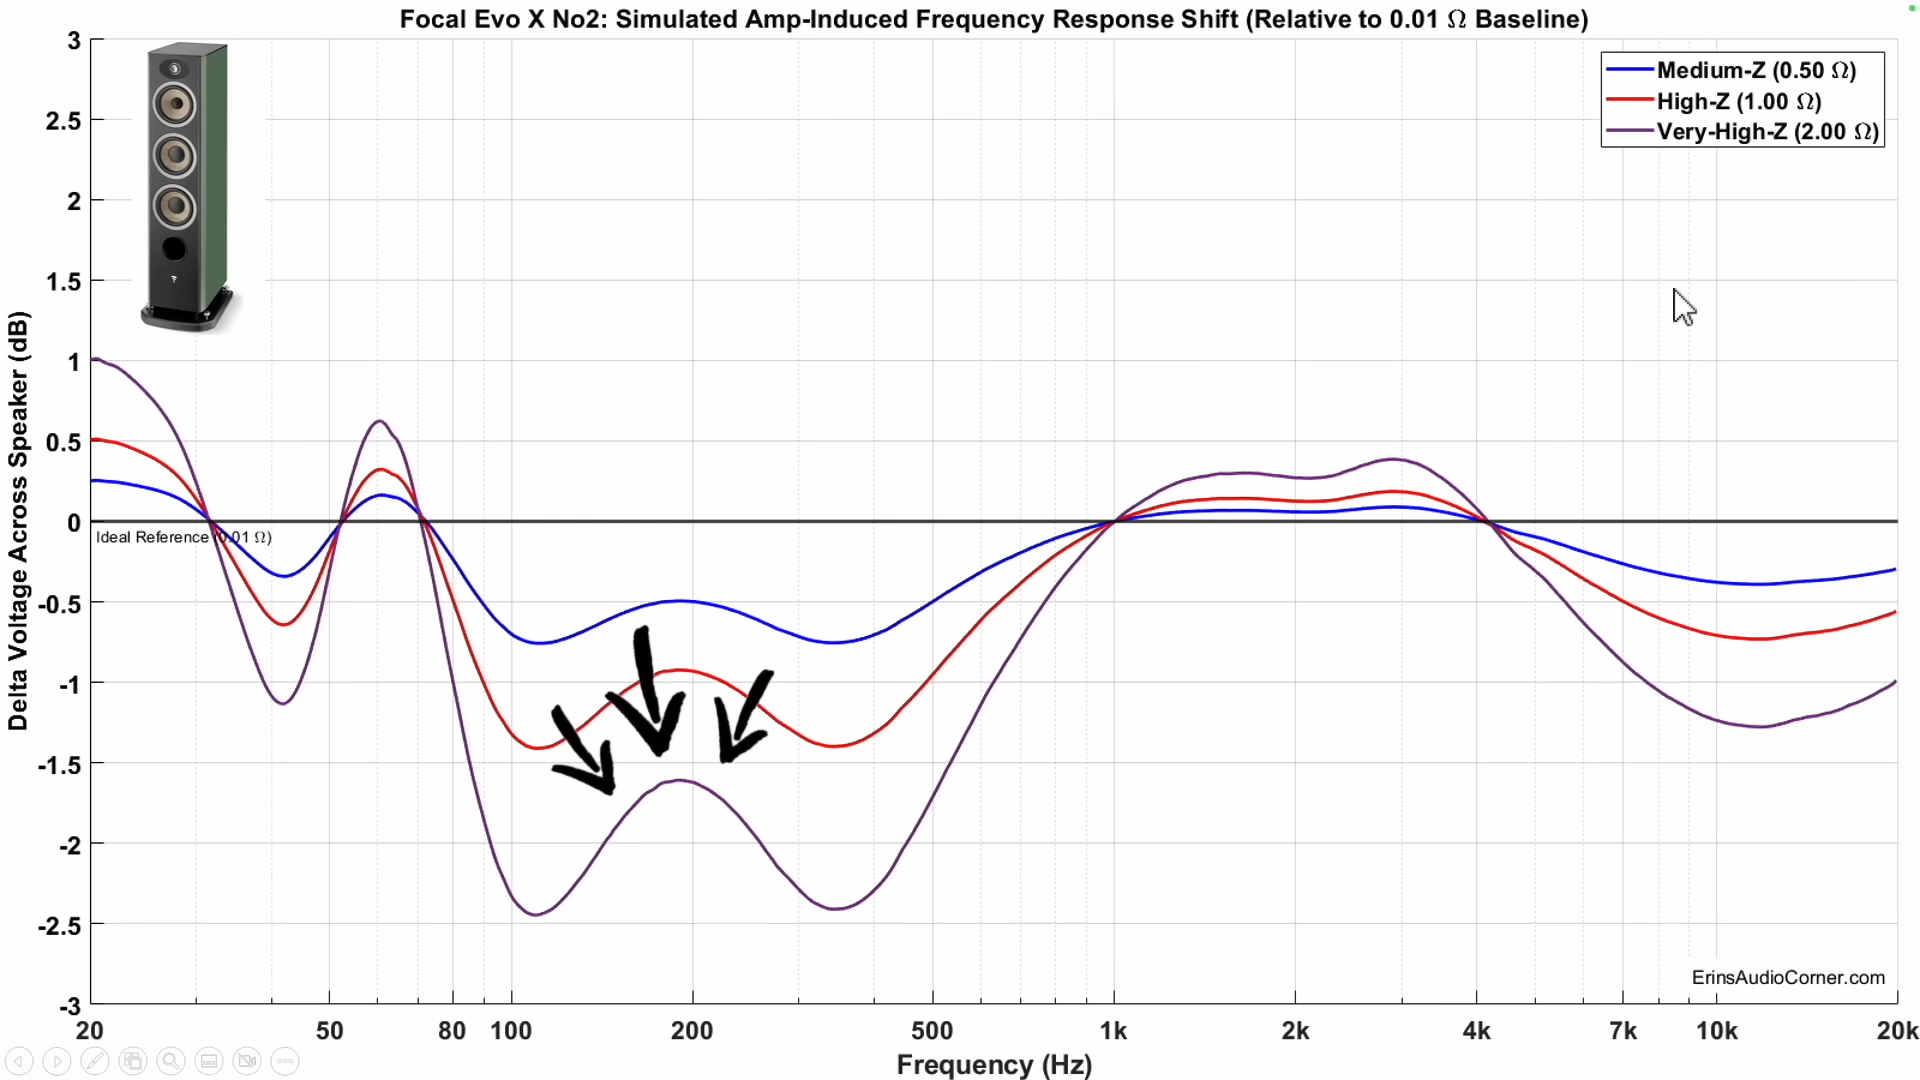 Focal Evo X No2: Simulated Amp-Induced Frequency Response Shift (Relative to 0.01 Ω Baseline)
Medium-Z (0.50 Ω)
High-Z (1.00 Ω)
Very-High-Z (2.00 Ω)
Delta Voltage Across Speaker (dB)
3
2.5
2
1.5
1
0.5
0
-0.5
-1
-1.5
-2
-2.5
-3
Ideal Reference (0.01 Ω)
ErinsAudioCorner.com
20 50 80 100 200 500 1k 2k 4k 7k 10k 20k
Frequency (Hz)